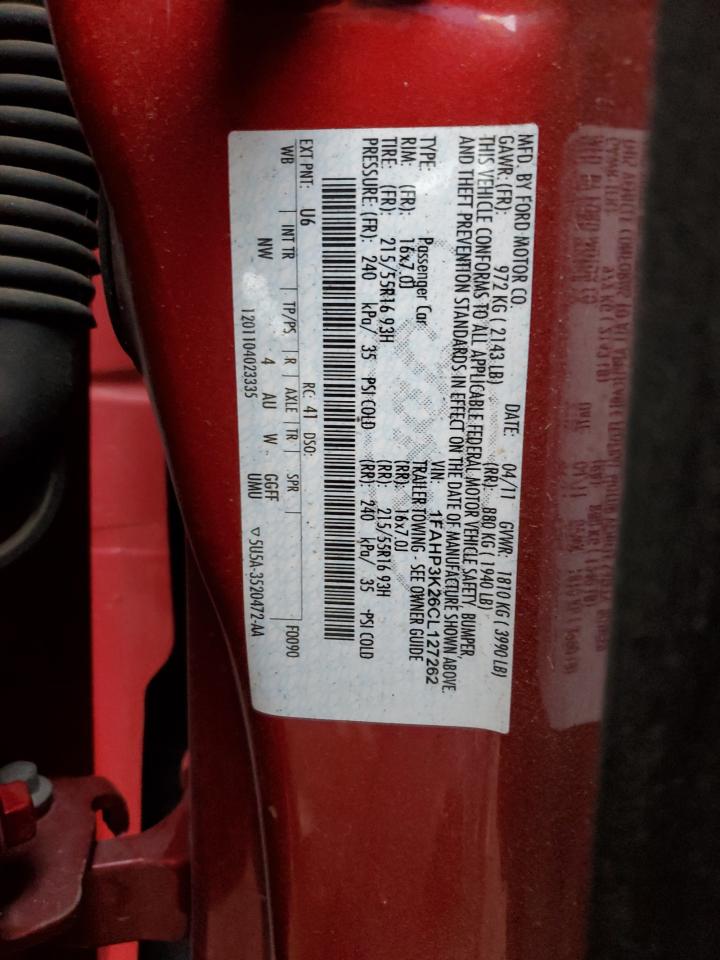 MFD. BY FORD MOTOR CO.
DATE: 04/11 GVWR: 1810 KG ( 3990 LB)
GAWR: (FR): 972 KG ( 2143 LB) (RR): 880 KG ( 1940 LB)
THIS VEHICLE CONFORMS TO ALL APPLICABLE FEDERAL MOTOR VEHICLE SAFETY, BUMPER,
AND THEFT PREVENTION STANDARDS IN EFFECT ON THE DATE OF MANUFACTURE SHOWN ABOVE.
VIN: 1FAHP3K26CL127262
TYPE: Passenger Car TRAILER TOWING - SEE OWNER GUIDE
RIM: (FR): 16x7.0J (RR): 16x7.0J
TIRE: (FR): 215/55R16 93H (RR): 215/55R16 93H
PRESSURE: (FR): 240 kPa/ 35 PSI COLD (RR): 240 kPa/ 35 PSI COLD
EXT PNT: U6 RC: 41 DSO: F0090
WB INT TR TP/PS R AXLE TR SPR
NW 4 AU W GGFF
UMU
1201104023335 5U5A-3520472-AA